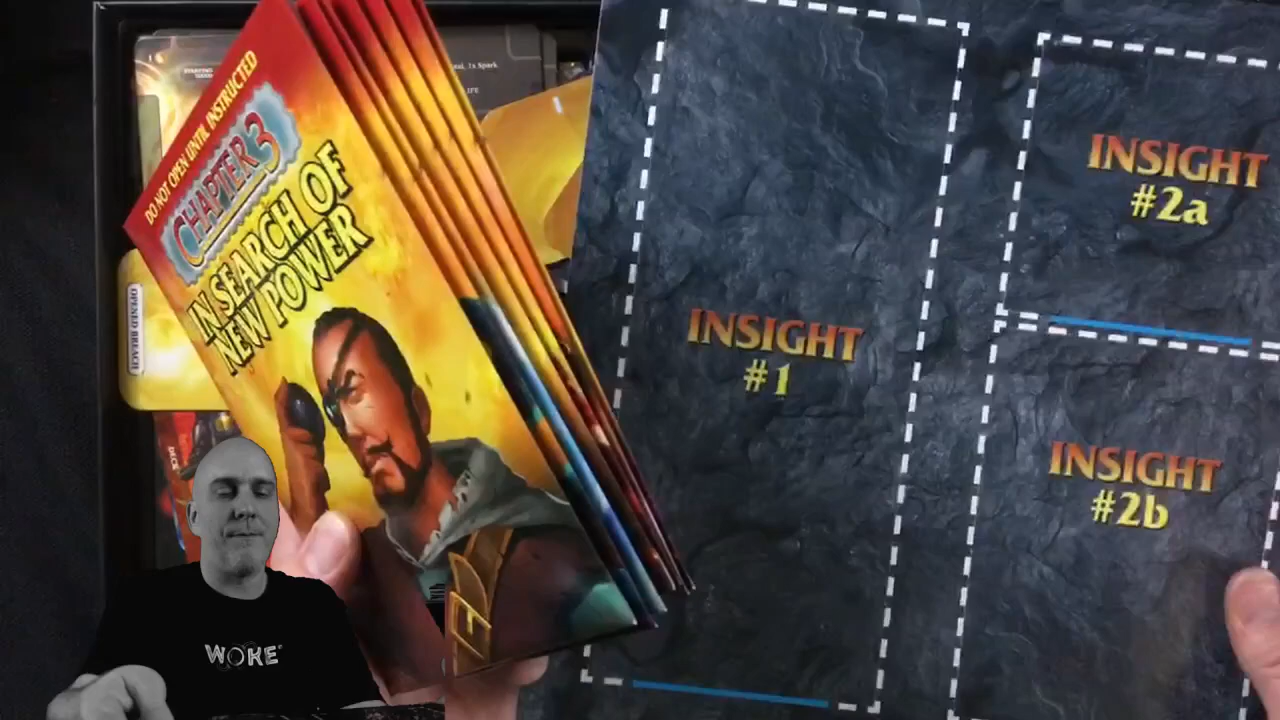 DO NOT OPEN UNTIL INSTRUCTED
CHAPTER 3
IN SEARCH OF
NEW POWER
OPENED BREACH
INSIGHT
#1
INSIGHT
#2a
INSIGHT
#2b
WOKE